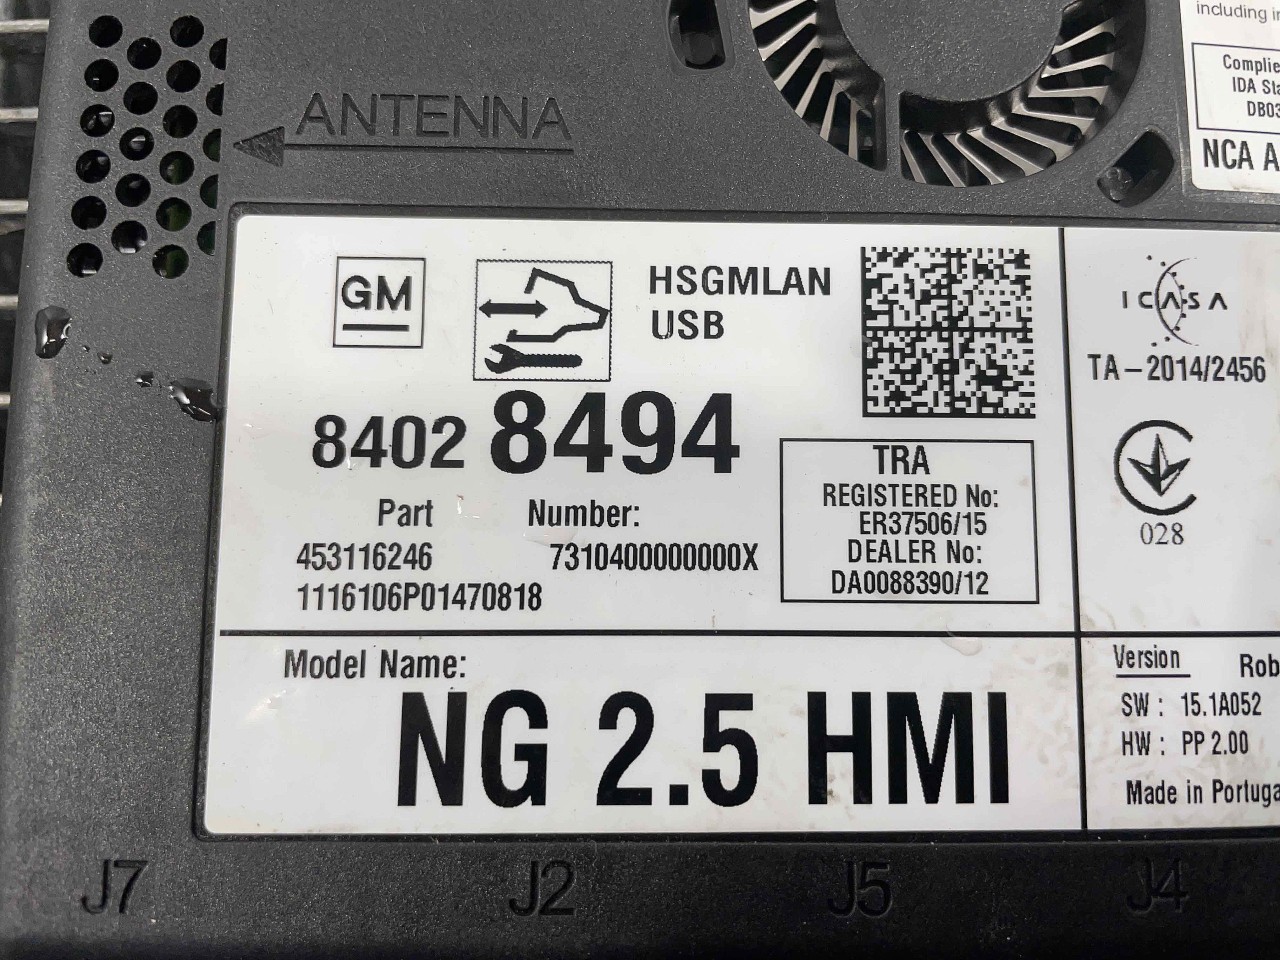 including
Complie
IDA Sta
DB03
NCA A
ANTENNA
GM
HSGMLAN
USB
8402 8494
Part Number:
453116246 7310400000000X
1116106P01470818
TRA
REGISTERED No:
ER37506/15
DEALER No:
DA0088390/12
ICASA
TA-2014/2456
028
Model Name:
NG 2.5 HMI
Version Rob
SW: 15.1A052
HW: PP 2.00
Made in Portuga
J7 J2 J5 J4